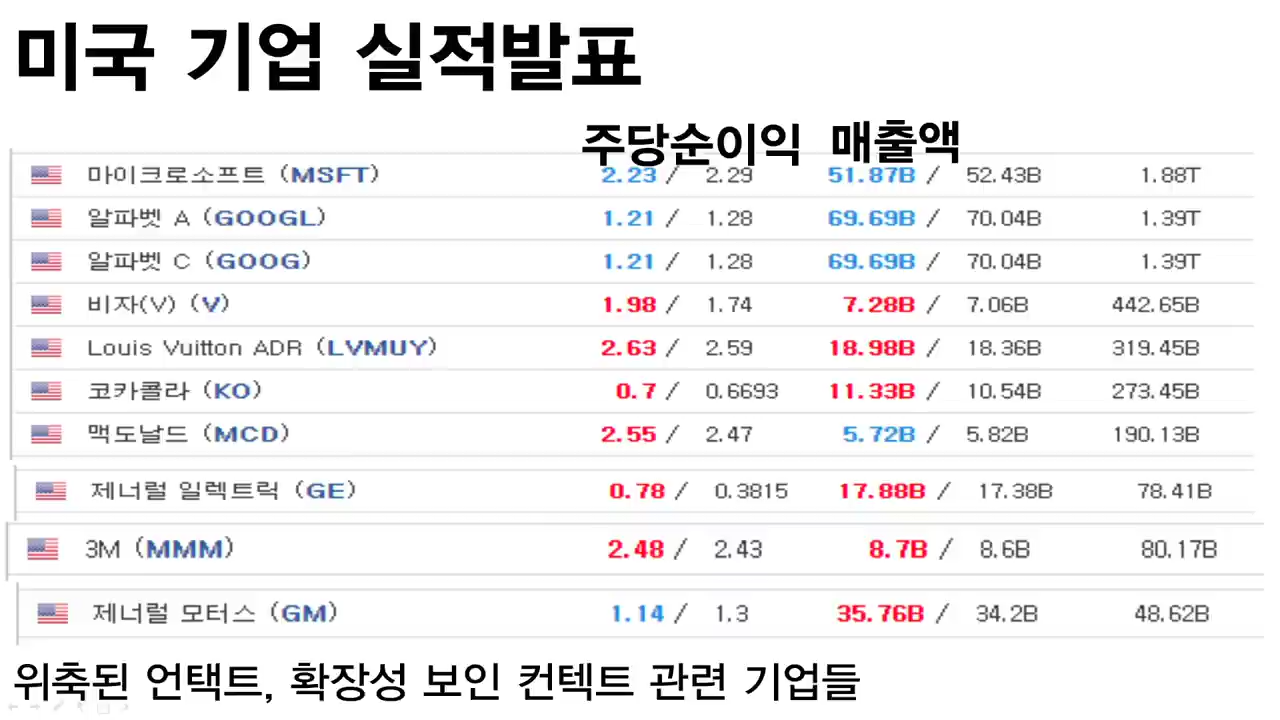 미국 기업 실적발표
주당순이익 매출액
마이크로소프트 (MSFT) 2.23 / 2.29 51.87B / 52.43B 1.88T
알파벳 A (GOOGL) 1.21 / 1.28 69.69B / 70.04B 1.39T
알파벳 C (GOOG) 1.21 / 1.28 69.69B / 70.04B 1.39T
비자(V) (V) 1.98 / 1.74 7.28B / 7.06B 442.65B
Louis Vuitton ADR (LVMUY) 2.63 / 2.59 18.98B / 18.36B 319.45B
코카콜라 (KO) 0.7 / 0.6693 11.33B / 10.54B 273.45B
맥도날드 (MCD) 2.55 / 2.47 5.72B / 5.82B 190.13B
제너럴 일렉트릭 (GE) 0.78 / 0.3815 17.88B / 17.38B 78.41B
3M (MMM) 2.48 / 2.43 8.7B / 8.6B 80.17B
제너럴 모터스 (GM) 1.14 / 1.3 35.76B / 34.2B 48.62B
위축된 언택트, 확장성 보인 컨텍트 관련 기업들